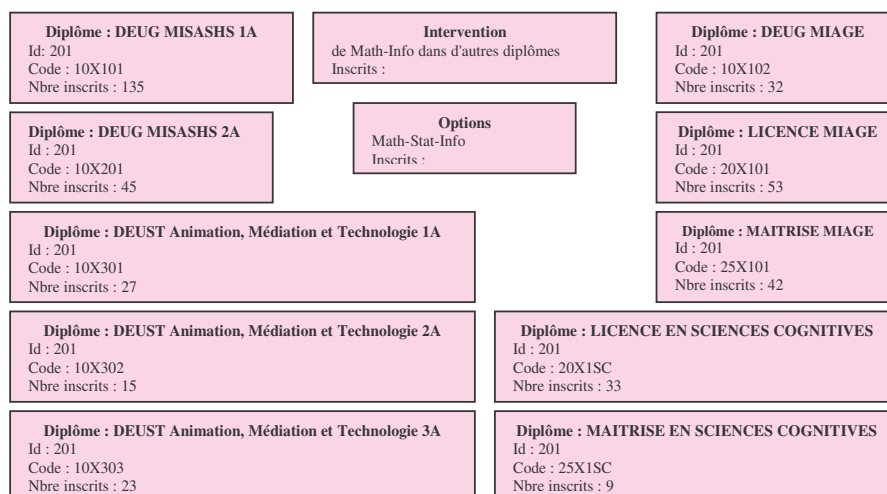 Diplôme : DEUG MISASHS 1A
Id: 201
Code : 10X101
Nbre inscrits : 135
Intervention
de Math-Info dans d'autres diplômes
Inscrits :
Diplôme : DEUG MIAGE
Id : 201
Code : 10X102
Nbre inscrits : 32
Diplôme : DEUG MISASHS 2A
Id : 201
Code : 10X201
Nbre inscrits : 45
Options
Math-Stat-Info
Inscrits :
Diplôme : LICENCE MIAGE
Id : 201
Code : 20X101
Nbre inscrits : 53
Diplôme : DEUST Animation, Médiation et Technologie 1A
Id : 201
Code : 10X301
Nbre inscrits : 27
Diplôme : MAITRISE MIAGE
Id : 201
Code : 25X101
Nbre inscrits : 42
Diplôme : DEUST Animation, Médiation et Technologie 2A
Id : 201
Code : 10X302
Nbre inscrits : 15
Diplôme : LICENCE EN SCIENCES COGNITIVES
Id : 201
Code : 20X1SC
Nbre inscrits : 33
Diplôme : DEUST Animation, Médiation et Technologie 3A
Id : 201
Code : 10X303
Nbre inscrits : 23
Diplôme : MAITRISE EN SCIENCES COGNITIVES
Id : 201
Code : 25X1SC
Nbre inscrits : 9